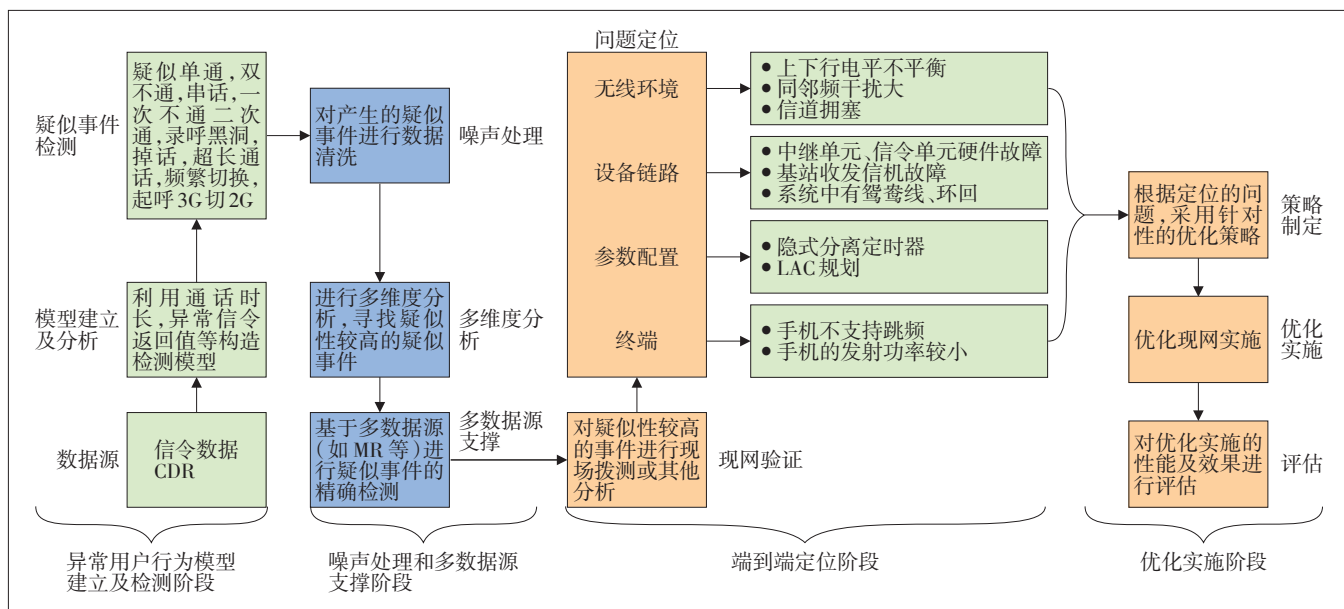 疑似事件
检测
疑似单通,双
不通,串话,一
次不通二次
通,录呼黑洞,
掉话,超长通
话,频繁切换,
起呼3G切2G
模型建立
及分析
利用通话时
长,异常信令
返回值等构造
检测模型
数据源
信令数据
CDR
异常用户行为模型
建立及检测阶段
对产生的疑似
事件进行数据
清洗
噪声处理
进行多维度分
析,寻找疑似
性较高的疑似
事件
多维度分
析
基于多数据源
(如MR等)进
行疑似事件的
精确检测
多数据源
支撑
噪声处理和多数据源
支撑阶段
问题定位
无线环境
设备链路
参数配置
终端
● 上下行电平不平衡
● 同邻频干扰大
● 信道拥塞
● 中继单元、信令单元硬件故障
● 基站收发信机故障
● 系统中有鸳鸯线、环回
● 隐式分离定时器
● LAC规划
● 手机不支持跳频
● 手机的发射功率较小
对疑似性较高
的事件进行现
场拨测或其他
分析
现网验证
端到端定位阶段
根据定位的问
题,采用针对
性的优化策略
策略
制定
优化现网实施
优化
实施
对优化实施的
性能及效果进
行评估
评估
优化实施阶段